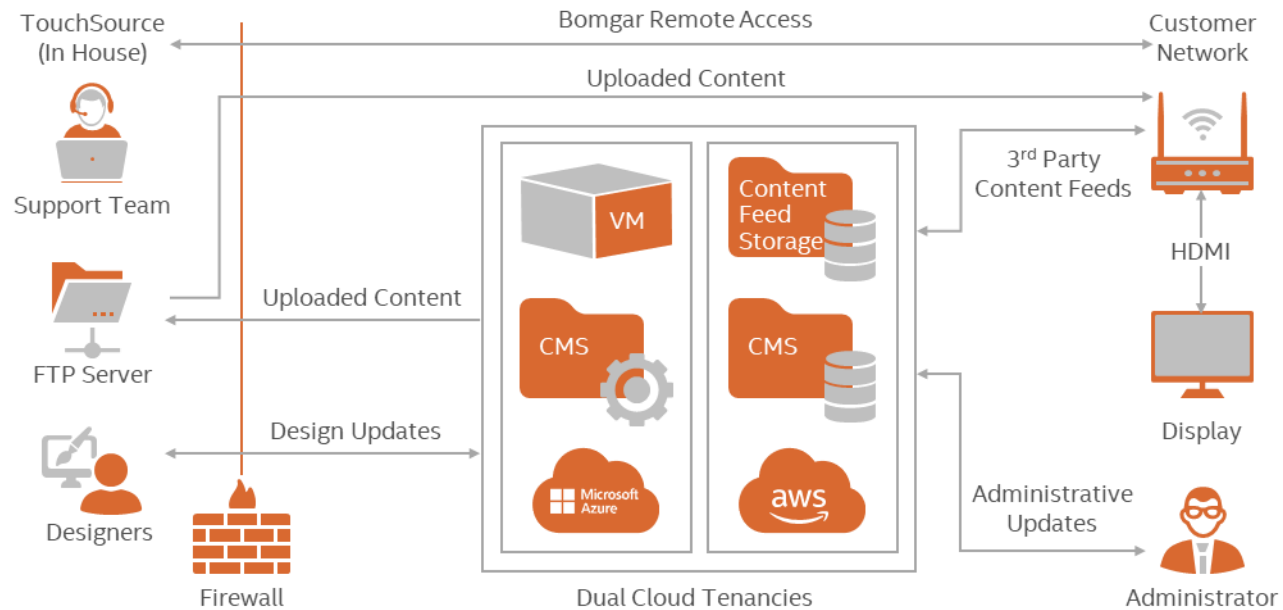 TouchSource
(In House)
Bomgar Remote Access
Customer
Network
Uploaded Content
Support Team
VM
Content
Feed
Storage
3rd Party
Content Feeds
HDMI
FTP Server
Uploaded Content
CMS
CMS
Display
Designers
Design Updates
Microsoft
Azure
aws
Administrative
Updates
Firewall
Dual Cloud Tenancies
Administrator